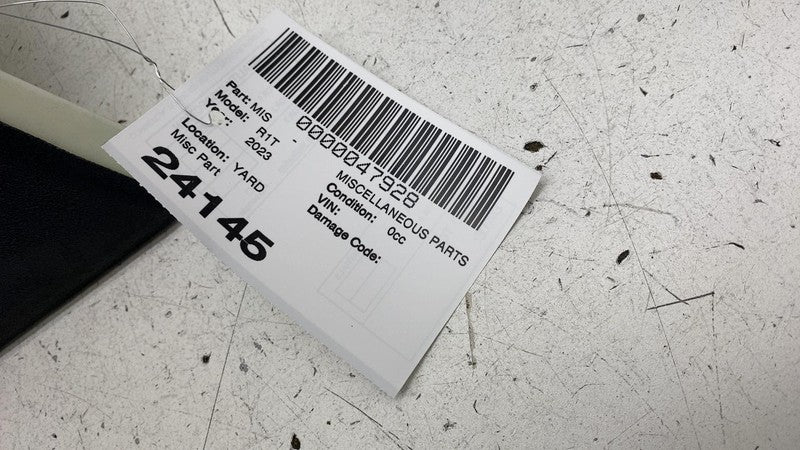 0000047928
Part: MIS - MISCELLANEOUS PARTS
Model: R1T Condition: 0cc
Year: 2023 VIN:
Damage Code:
Location: YARD
Misc Part
24145